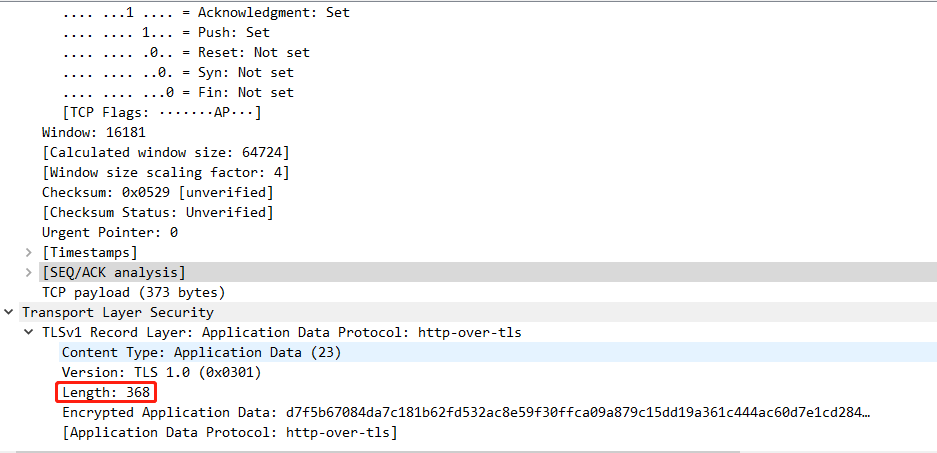 .... ...1 .... = Acknowledgment: Set
.... .... 1... = Push: Set
.... .... .0.. = Reset: Not set
.... .... ..0. = Syn: Not set
.... .... ...0 = Fin: Not set
[TCP Flags: ·······AP···]
Window: 16181
[Calculated window size: 64724]
[Window size scaling factor: 4]
Checksum: 0x0529 [unverified]
[Checksum Status: Unverified]
Urgent Pointer: 0
[Timestamps]
[SEQ/ACK analysis]
TCP payload (373 bytes)
Transport Layer Security
TLSv1 Record Layer: Application Data Protocol: http-over-tls
Content Type: Application Data (23)
Version: TLS 1.0 (0x0301)
Length: 368
Encrypted Application Data: d7f5b67084da7c181b62fd532ac8e59f30ffca09a879c15dd19a361c444ac60d7e1cd284…
[Application Data Protocol: http-over-tls]